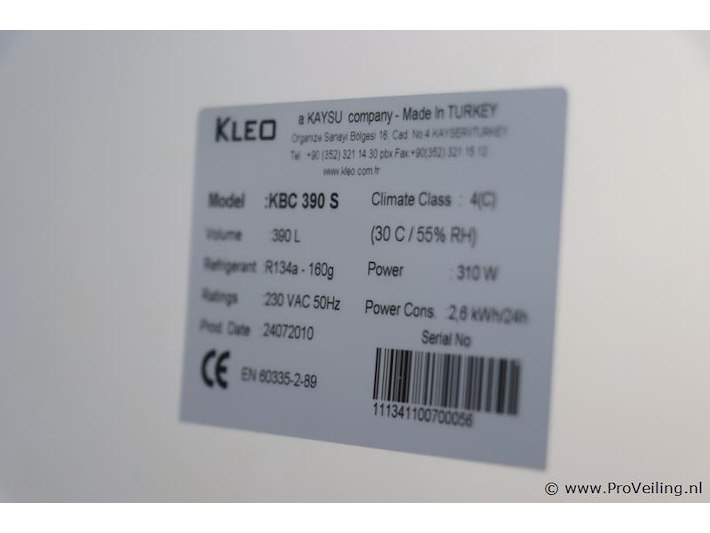 KLEO
a KAYSU company - Made In TURKEY
Organize Sanayi Bölgesi 16. Cad. No 4 KAYSERI/TURKEY
Tel : +90 (352) 321 14 30 pbx Fax:+90(352) 321 15 12
www.kleo.com.tr
Model :KBC 390 S
Climate Class : 4(C)
Volume :390 L
(30 C / 55% RH)
Refrigerant :R134a - 160g
Power : 310 W
Ratings :230 VAC 50Hz
Power Cons. :2,6 kWh/24h
Prod. Date :24072010
Serial No
CE EN 60335-2-89
111341100700056
© www.ProVeiling.nl